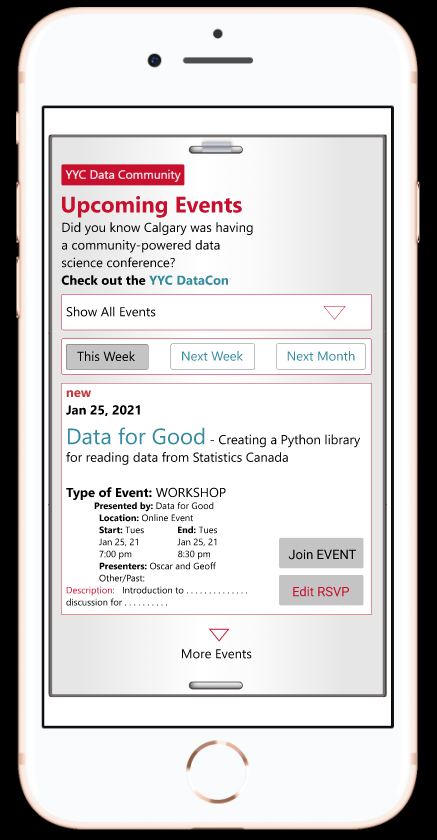 YYC Data Community
Upcoming Events
Did you know Calgary was having
a community-powered data
science conference?
Check out the YYC DataCon
Show All Events
This Week Next Week Next Month
new
Jan 25, 2021
Data for Good - Creating a Python library
for reading data from Statistics Canada
Type of Event: WORKSHOP
Presented by: Data for Good
Location: Online Event
Start: Tues End: Tues
Jan 25, 21 Jan 25, 21
7:00 pm 8:30 pm
Presenters: Oscar and Geoff
Other/Past:
Description: Introduction to . . . . . . . . . . . . . .
discussion for . . . . . . . . . .
Join EVENT
Edit RSVP
More Events